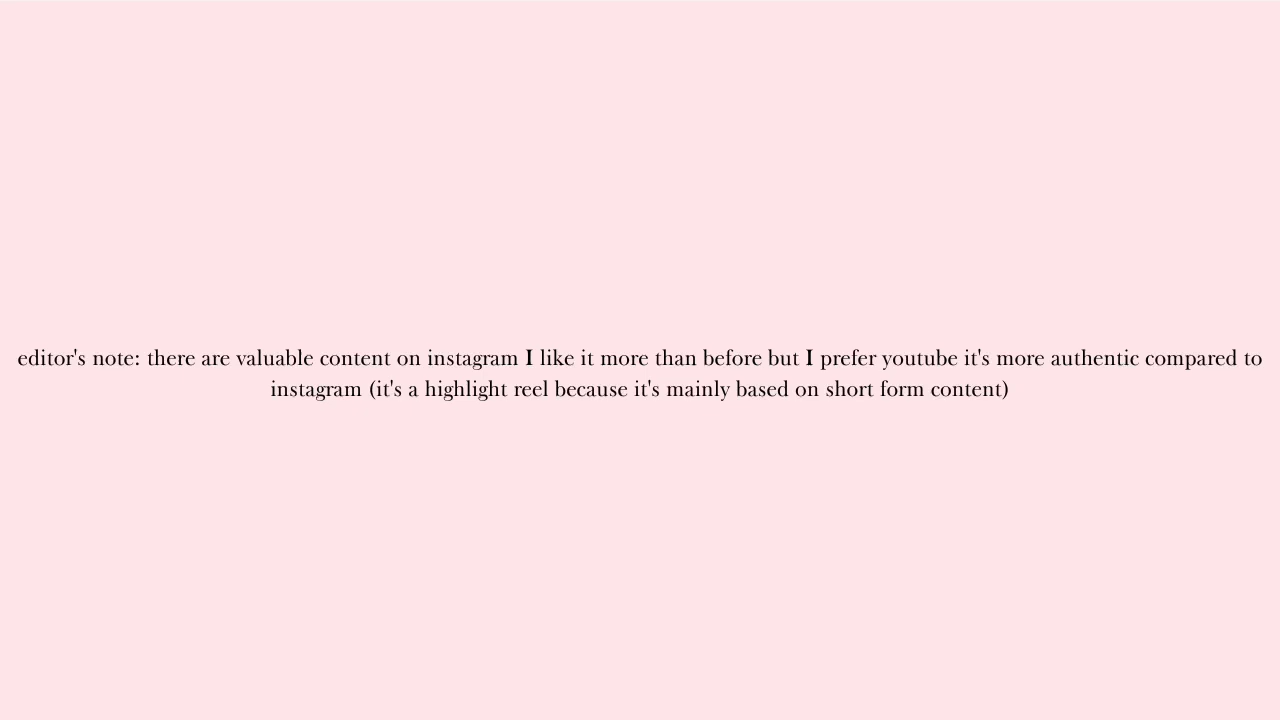 editor's note: there are valuable content on instagram I like it more than before but I prefer youtube it's more authentic compared to
instagram (it's a highlight reel because it's mainly based on short form content)